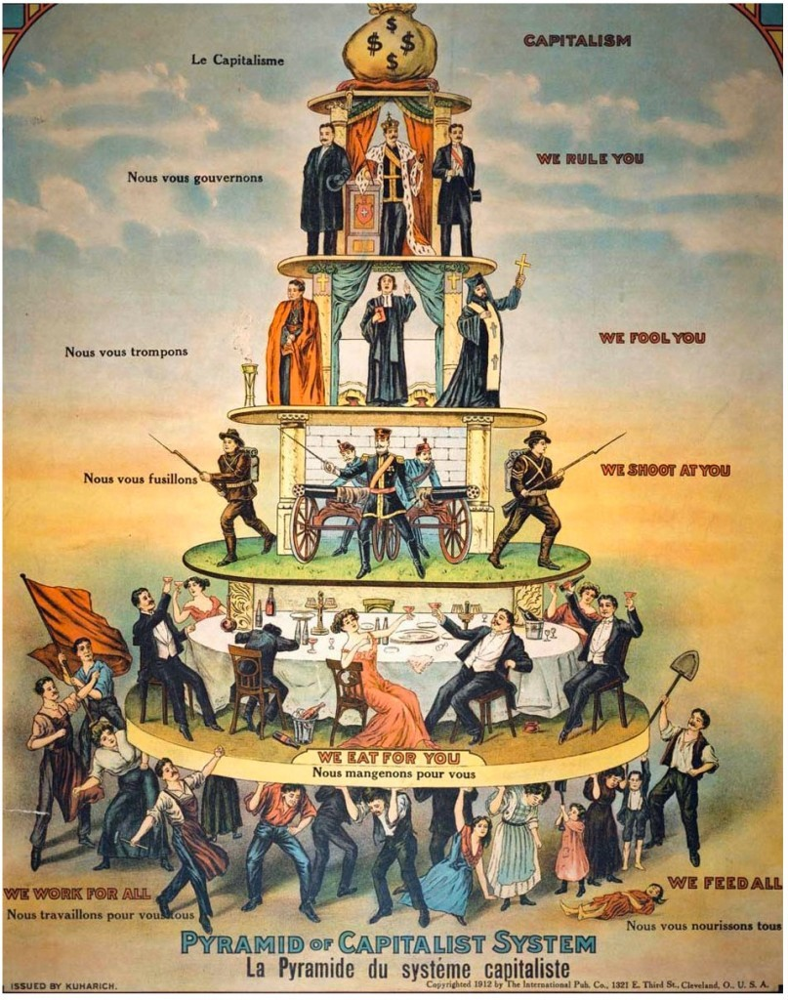 $
$ $
$
CAPITALISM
Le Capitalisme
WE RULE YOU
Nous vous gouvernons
WE FOOL YOU
Nous vous trompons
WE SHOOT AT YOU
Nous vous fusillons
WE EAT FOR YOU
Nous mangenons pour vous
WE WORK FOR ALL
Nous travaillons pour vous tous
WE FEED ALL
Nous vous nourissons tous
PYRAMID OF CAPITALIST SYSTEM
La Pyramide du systéme capitaliste
ISSUED BY KUHARICH.
Copyrighted 1912 by The International Pub. Co., 1321 E. Third St., Cleveland, O., U. S. A.